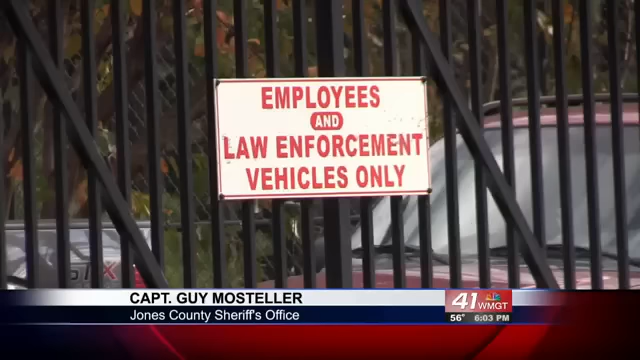 EMPLOYEES
AND
LAW ENFORCEMENT
VEHICLES ONLY
CAPT. GUY MOSTELLER
Jones County Sheriff's Office
41 WMGT
56° 6:03 PM